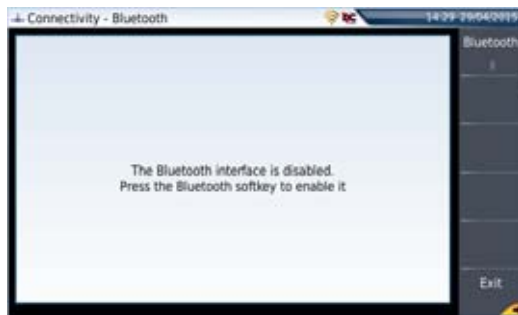 Connectivity - Bluetooth
14:29 29/04/2015
Bluetooth
The Bluetooth interface is disabled.
Press the Bluetooth softkey to enable it
Exit